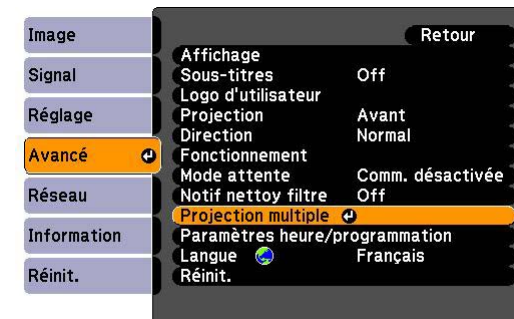 Image
Signal
Réglage
Avancé
Réseau
Information
Réinit.
Retour
Affichage
Sous-titres Off
Logo d'utilisateur
Projection Avant
Direction Normal
Fonctionnement
Mode attente Comm. désactivée
Notif nettoy filtre Off
Projection multiple
Paramètres heure/programmation
Langue Français
Réinit.